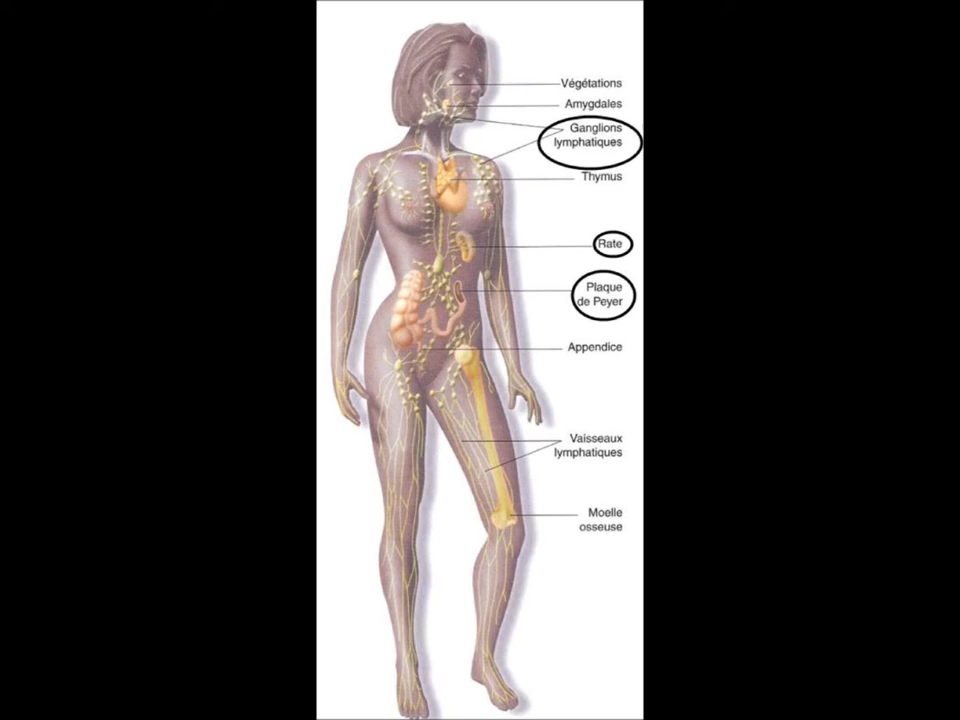 Végétations
Amygdales
Ganglions
lymphatiques
Thymus
Rate
Plaque
de Peyer
Appendice
Vaisseaux
lymphatiques
Moelle
osseuse